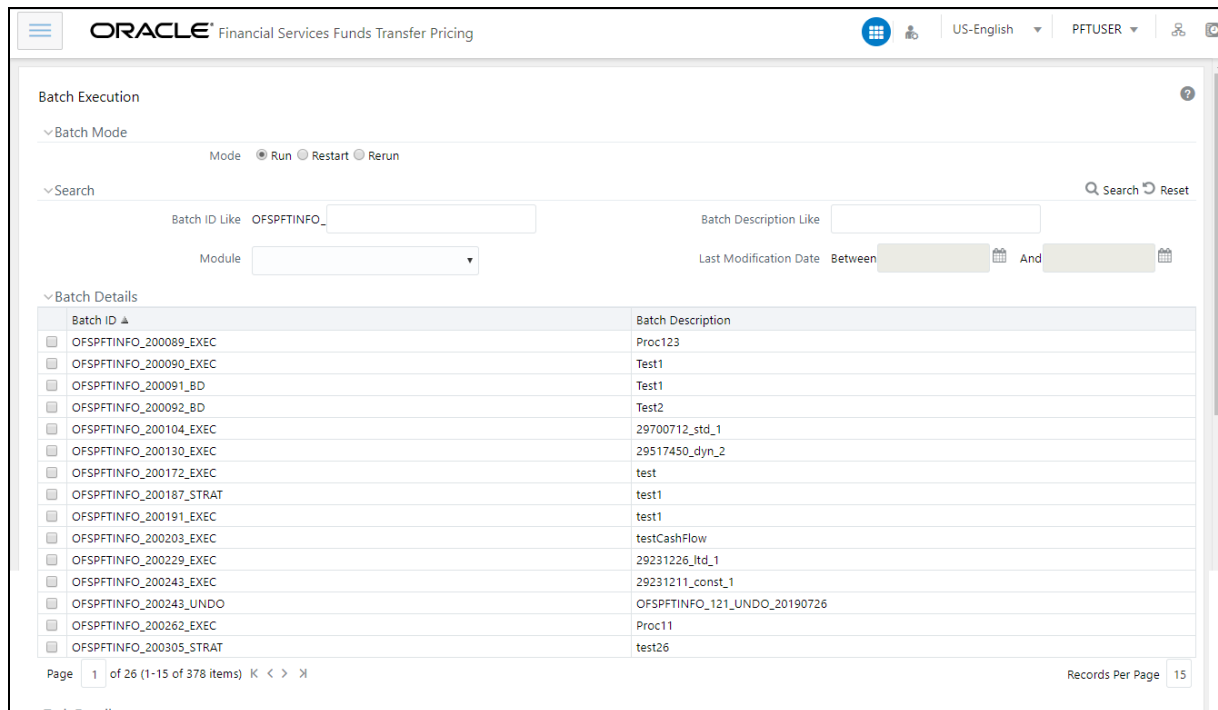 ORACLE® Financial Services Funds Transfer Pricing
US-English
PFTUSER
Batch Execution
Batch Mode
Mode Run Restart Rerun
Search
Search Reset
Batch ID Like OFSPFTINFO_
Batch Description Like
Module
Last Modification Date Between And
Batch Details
Batch ID Batch Description
OFSPFTINFO_200089_EXEC Proc123
OFSPFTINFO_200090_EXEC Test1
OFSPFTINFO_200091_BD Test1
OFSPFTINFO_200092_BD Test2
OFSPFTINFO_200104_EXEC 29700712_std_1
OFSPFTINFO_200130_EXEC 29517450_dyn_2
OFSPFTINFO_200172_EXEC test
OFSPFTINFO_200187_STRAT test1
OFSPFTINFO_200191_EXEC test1
OFSPFTINFO_200203_EXEC testCashFlow
OFSPFTINFO_200229_EXEC 29231226_ltd_1
OFSPFTINFO_200243_EXEC 29231211_const_1
OFSPFTINFO_200243_UNDO OFSPFTINFO_121_UNDO_20190726
OFSPFTINFO_200262_EXEC Proc11
OFSPFTINFO_200305_STRAT test26
Page 1 of 26 (1-15 of 378 items)
Records Per Page 15